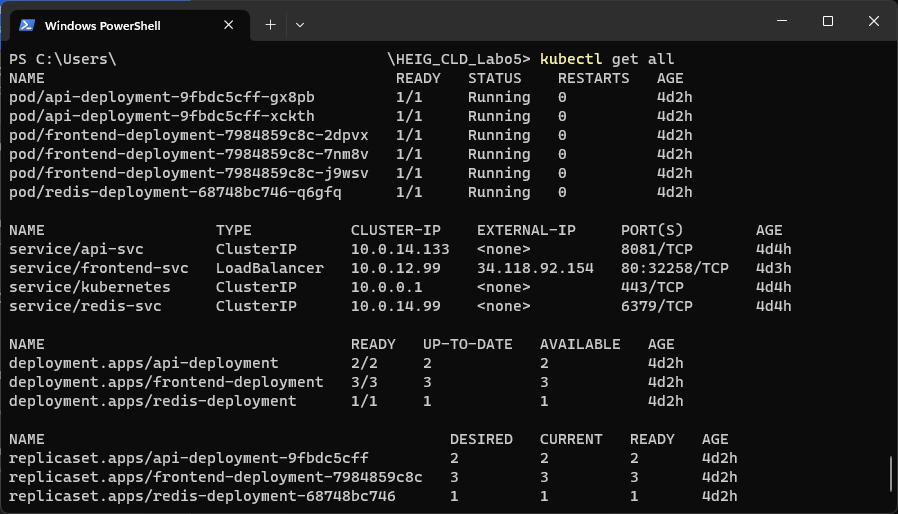 Windows PowerShell
PS C:\Users\ \HEIG_CLD_Labo5> kubectl get all
NAME READY STATUS RESTARTS AGE
pod/api-deployment-9fbdc5cff-gx8pb 1/1 Running 0 4d2h
pod/api-deployment-9fbdc5cff-xckth 1/1 Running 0 4d2h
pod/frontend-deployment-7984859c8c-2dpvx 1/1 Running 0 4d2h
pod/frontend-deployment-7984859c8c-7nm8v 1/1 Running 0 4d2h
pod/frontend-deployment-7984859c8c-j9wsv 1/1 Running 0 4d2h
pod/redis-deployment-68748bc746-q6gfq 1/1 Running 0 4d2h
NAME TYPE CLUSTER-IP EXTERNAL-IP PORT(S) AGE
service/api-svc ClusterIP 10.0.14.133 <none> 8081/TCP 4d4h
service/frontend-svc LoadBalancer 10.0.12.99 34.118.92.154 80:32258/TCP 4d3h
service/kubernetes ClusterIP 10.0.0.1 <none> 443/TCP 4d4h
service/redis-svc ClusterIP 10.0.14.99 <none> 6379/TCP 4d4h
NAME READY UP-TO-DATE AVAILABLE AGE
deployment.apps/api-deployment 2/2 2 2 4d2h
deployment.apps/frontend-deployment 3/3 3 3 4d2h
deployment.apps/redis-deployment 1/1 1 1 4d2h
NAME DESIRED CURRENT READY AGE
replicaset.apps/api-deployment-9fbdc5cff 2 2 2 4d2h
replicaset.apps/frontend-deployment-7984859c8c 3 3 3 4d2h
replicaset.apps/redis-deployment-68748bc746 1 1 1 4d2h